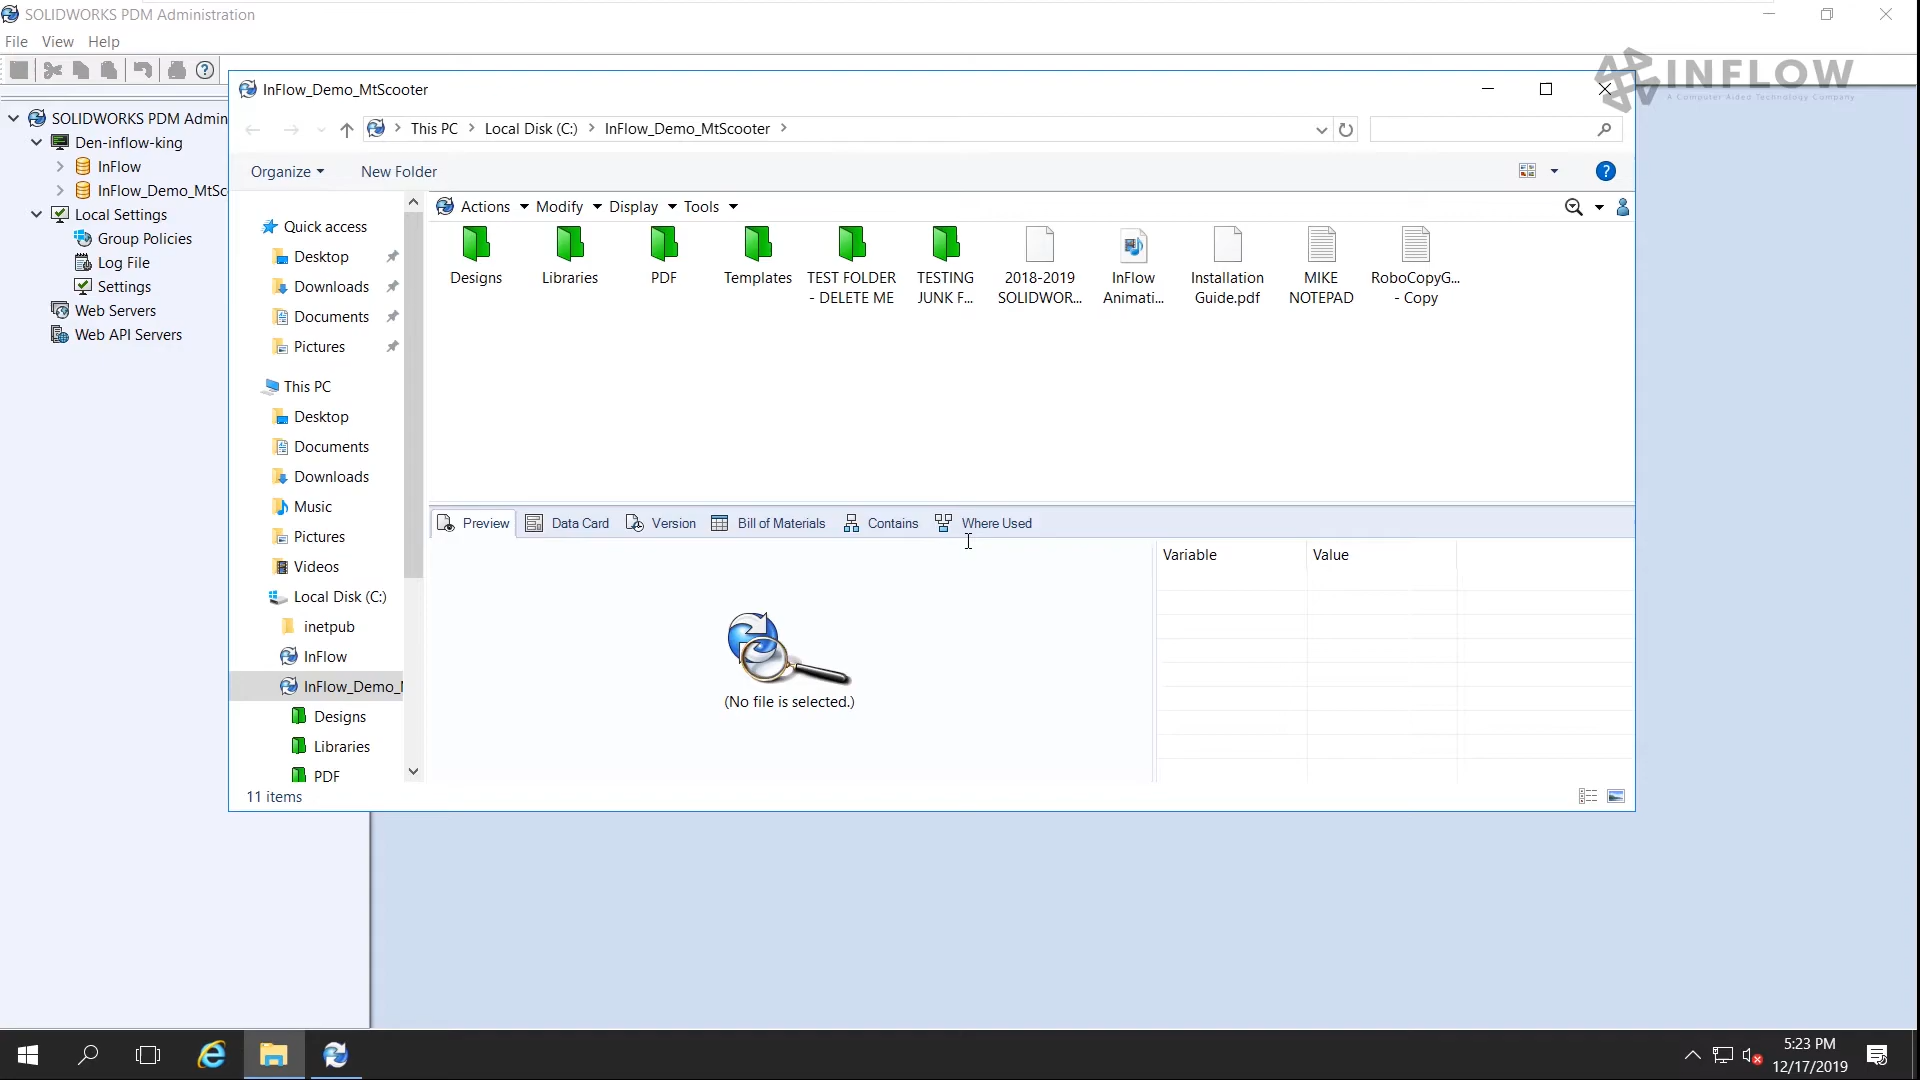 SOLIDWORKS PDM Administration
File View Help
INFLOW
A Computer Aided Technology Company
InFlow_Demo_MtScooter
This PC Local Disk (C:) InFlow_Demo_MtScooter
Organize New Folder
SOLIDWORKS PDM Admin
Den-inflow-king
InFlow
InFlow_Demo_MtSc
Local Settings
Group Policies
Log File
Settings
Web Servers
Web API Servers
Quick access
Desktop
Downloads
Documents
Pictures
This PC
Desktop
Documents
Downloads
Music
Pictures
Videos
Local Disk (C:)
inetpub
InFlow
InFlow_Demo_
Designs
Libraries
PDF
Actions Modify Display Tools
Designs
Libraries
PDF
Templates
TEST FOLDER
- DELETE ME
TESTING
JUNK F...
2018-2019
SOLIDWOR...
InFlow
Animati...
Installation
Guide.pdf
MIKE
NOTEPAD
RoboCopyG...
- Copy
Preview Data Card Version Bill of Materials Contains Where Used
Variable Value
(No file is selected.)
11 items
5:23 PM
12/17/2019